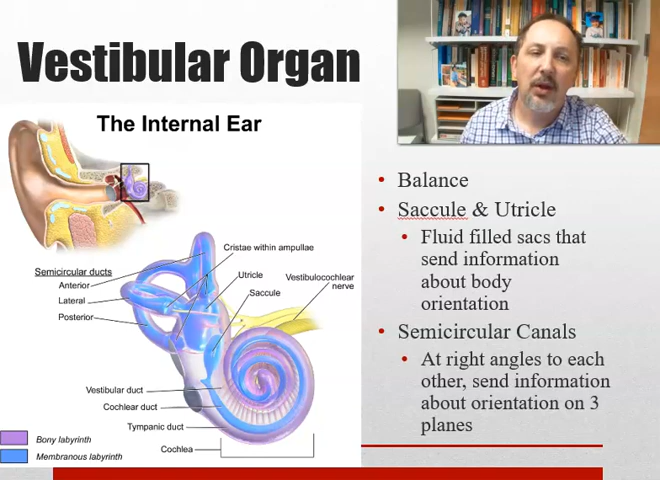 Vestibular Organ
The Internal Ear
Cristae within ampullae
Semicircular ducts
Utricle
Vestibulocochlear
nerve
Anterior
Saccule
Lateral
Posterior
Vestibular duct
Cochlear duct
Tympanic duct
Cochlea
Bony labyrinth
Membranous labyrinth
• Balance
• Saccule & Utricle
• Fluid filled sacs that
send information
about body
orientation
• Semicircular Canals
• At right angles to each
other, send information
about orientation on 3
planes